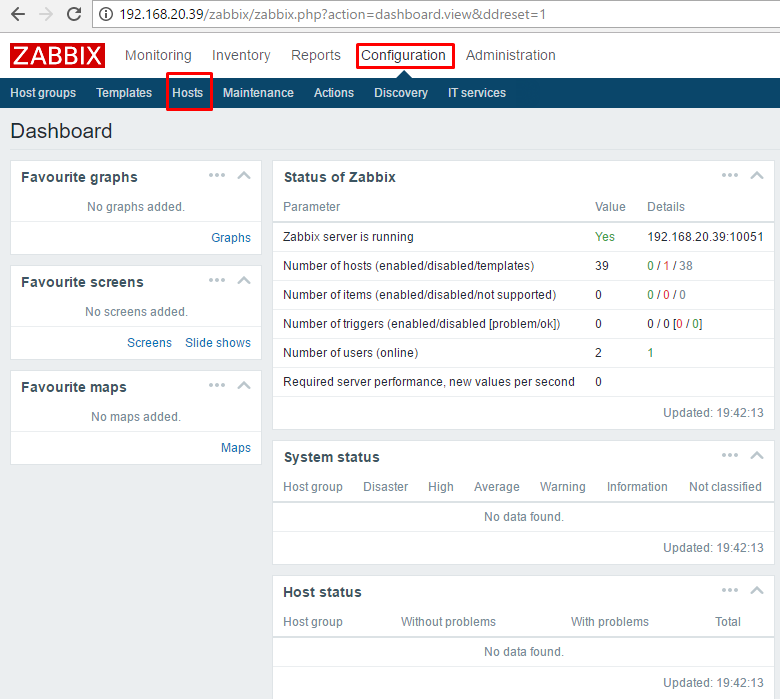 192.168.20.39/zabbix/zabbix.php?action=dashboard.view&ddreset=1
ZABBIX Monitoring Inventory Reports Configuration Administration
Host groups Templates Hosts Maintenance Actions Discovery IT services
Dashboard
Favourite graphs
No graphs added.
Graphs
Favourite screens
No screens added.
Screens Slide shows
Favourite maps
No maps added.
Maps
Status of Zabbix
Parameter Value Details
Zabbix server is running Yes 192.168.20.39:10051
Number of hosts (enabled/disabled/templates) 39 0 / 1 / 38
Number of items (enabled/disabled/not supported) 0 0 / 0 / 0
Number of triggers (enabled/disabled [problem/ok]) 0 0 / 0 [0 / 0]
Number of users (online) 2 1
Required server performance, new values per second 0
Updated: 19:42:13
System status
Host group Disaster High Average Warning Information Not classified
No data found.
Updated: 19:42:13
Host status
Host group Without problems With problems Total
No data found.
Updated: 19:42:13